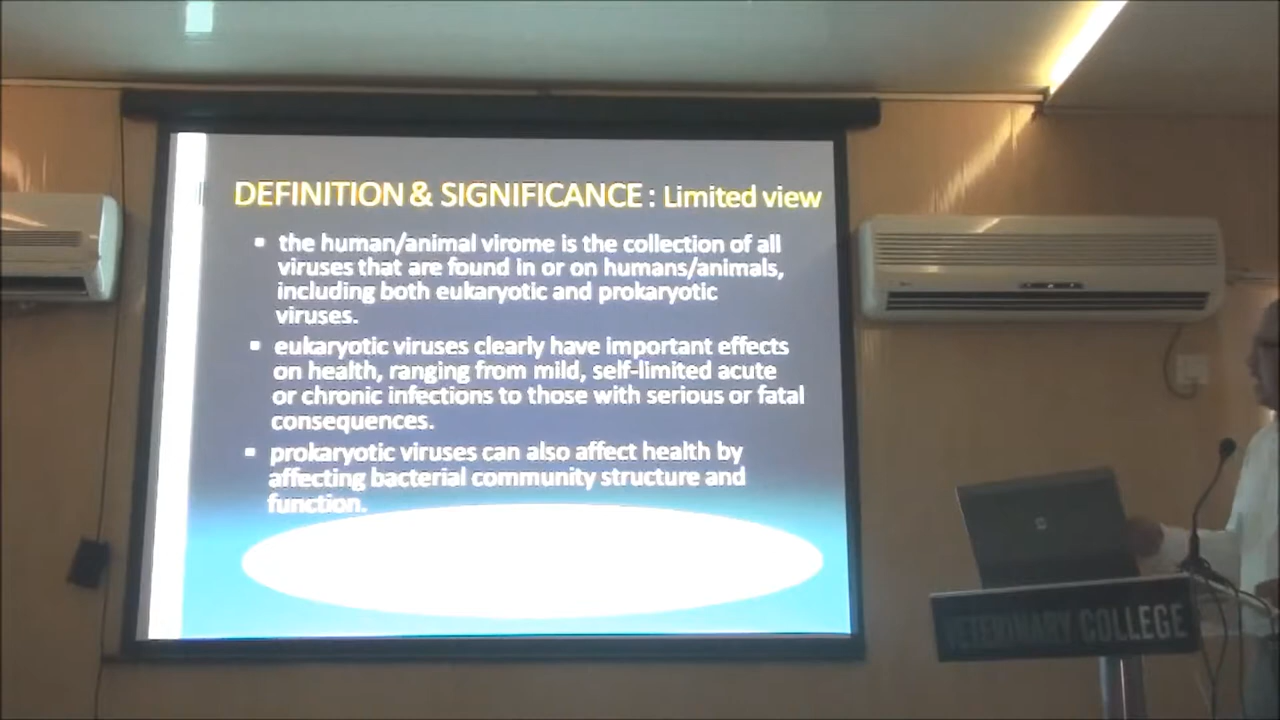 DEFINITION & SIGNIFICANCE : Limited view
▪ the human/animal virome is the collection of all
viruses that are found in or on humans/animals,
including both eukaryotic and prokaryotic
viruses.
▪ eukaryotic viruses clearly have important effects
on health, ranging from mild, self-limited acute
or chronic infections to those with serious or fatal
consequences.
▪ prokaryotic viruses can also affect health by
affecting bacterial community structure and
function.
VETERINARY COLLEGE